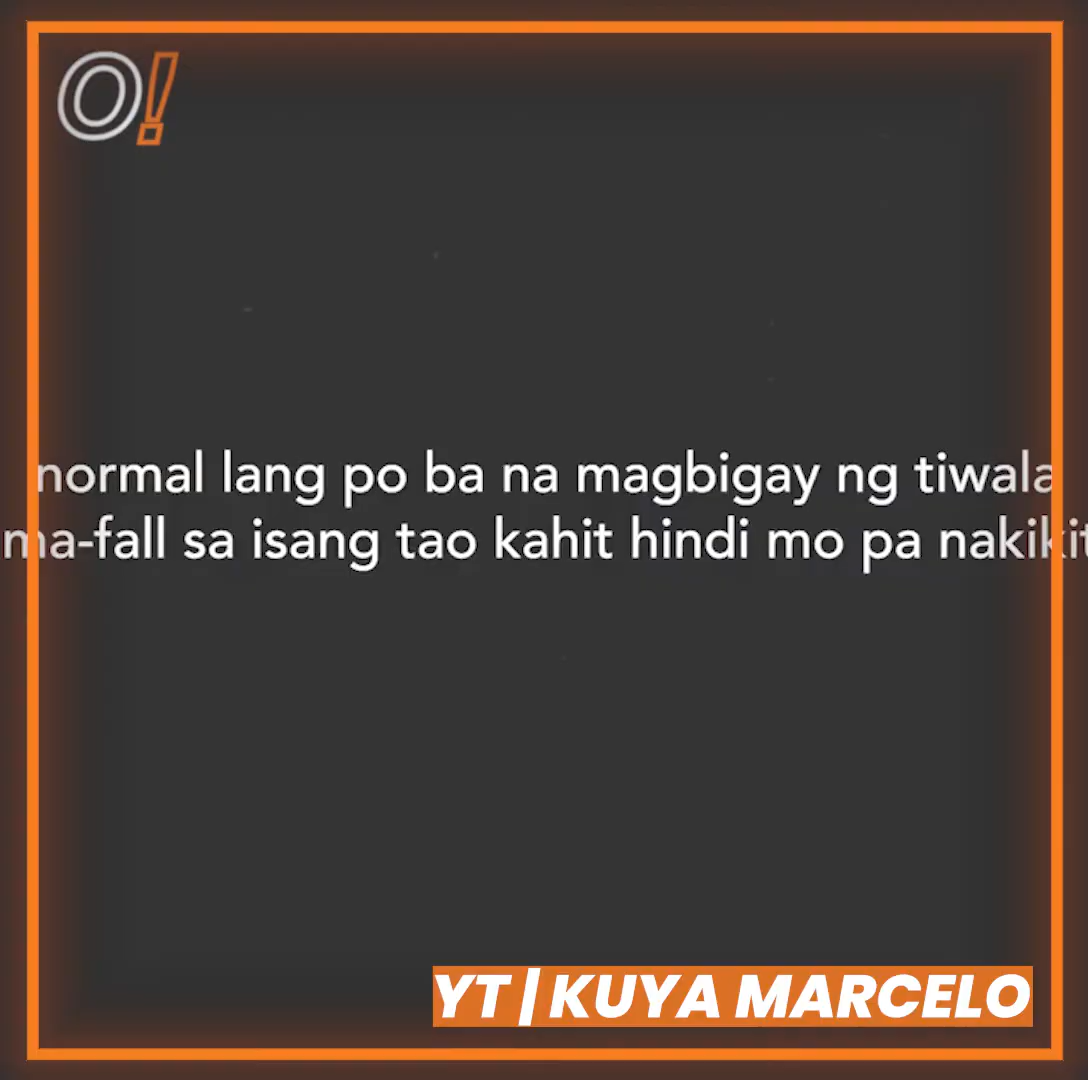 O!
normal lang po ba na magbigay ng tiwala
ma-fall sa isang tao kahit hindi mo pa
YT | KUYA MARCELO